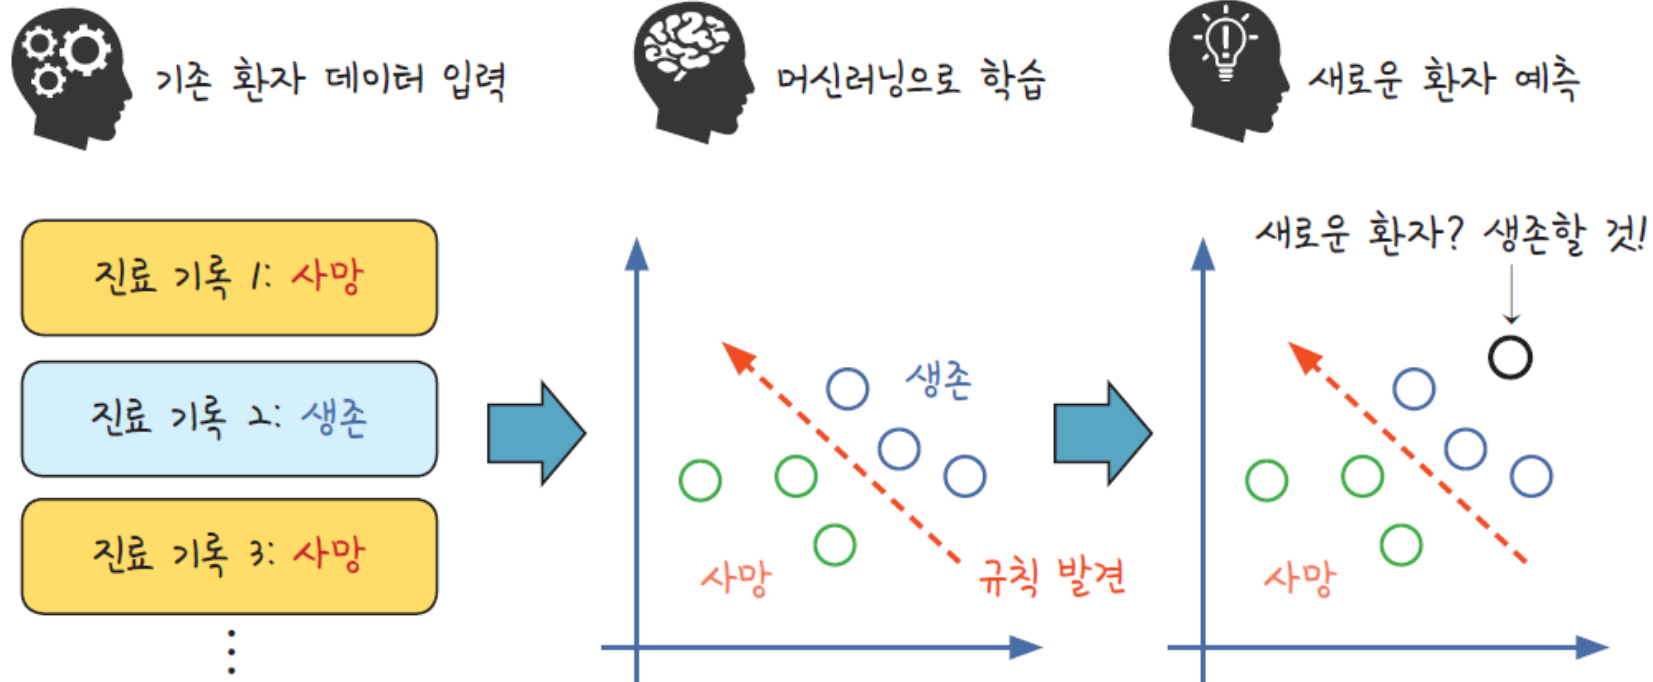 기존 환자 데이터 입력
머신러닝으로 학습
새로운 환자 예측
진료 기록 1: 사망
진료 기록 2: 생존
진료 기록 3: 사망
생존
사망
규칙 발견
새로운 환자? 생존할 것!
사망